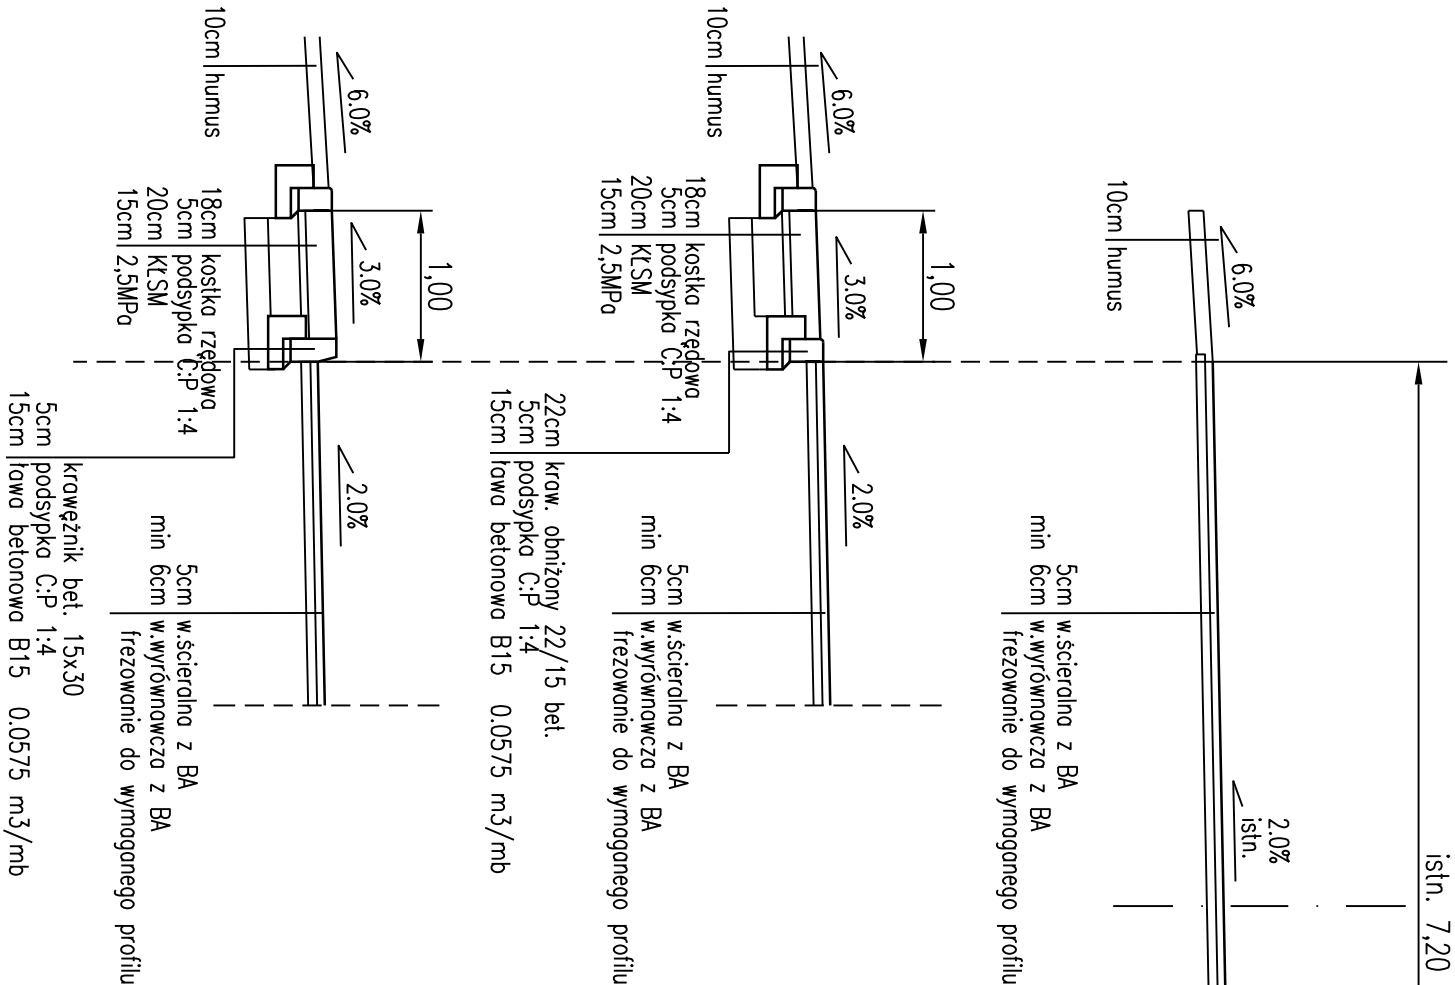 istn. 7,20
6.0%
10cm humus
2.0%
istn.
5cm w.ścieralna z BA
min 6cm w.wyrównawcza z BA
frezowanie do wymaganego profilu
1,00
6.0%
10cm humus
3.0%
2.0%
18cm kostka rzędowa
5cm podsypka C:P 1:4
20cm KŁSM
15cm 2,5MPa
5cm w.ścieralna z BA
min 6cm w.wyrównawcza z BA
frezowanie do wymaganego profilu
22cm kraw. obniżony 22/15 bet.
5cm podsypka C:P 1:4
15cm ława betonowa B15 0.0575 m3/mb
1,00
6.0%
10cm humus
3.0%
2.0%
18cm kostka rzędowa
5cm podsypka C:P 1:4
20cm KŁSM
15cm 2,5MPa
5cm w.ścieralna z BA
min 6cm w.wyrównawcza z BA
frezowanie do wymaganego profilu
krawężnik bet. 15x30
5cm podsypka C:P 1:4
15cm ława betonowa B15 0.0575 m3/mb